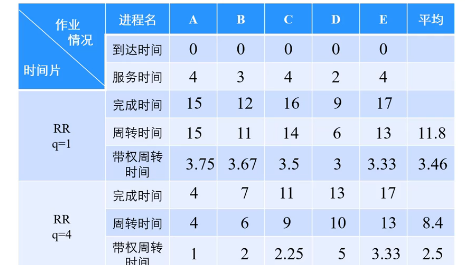 作业情况 时间片 进程名 A B C D E 平均
到达时间 0 0 0 0 0
服务时间 4 3 4 2 4
RR q=1 完成时间 15 12 16 9 17
周转时间 15 11 14 6 13 11.8
带权周转时间 3.75 3.67 3.5 3 3.33 3.46
RR q=4 完成时间 4 7 11 13 17
周转时间 4 6 9 10 13 8.4
带权周转时间 1 2 2.25 5 3.33 2.5